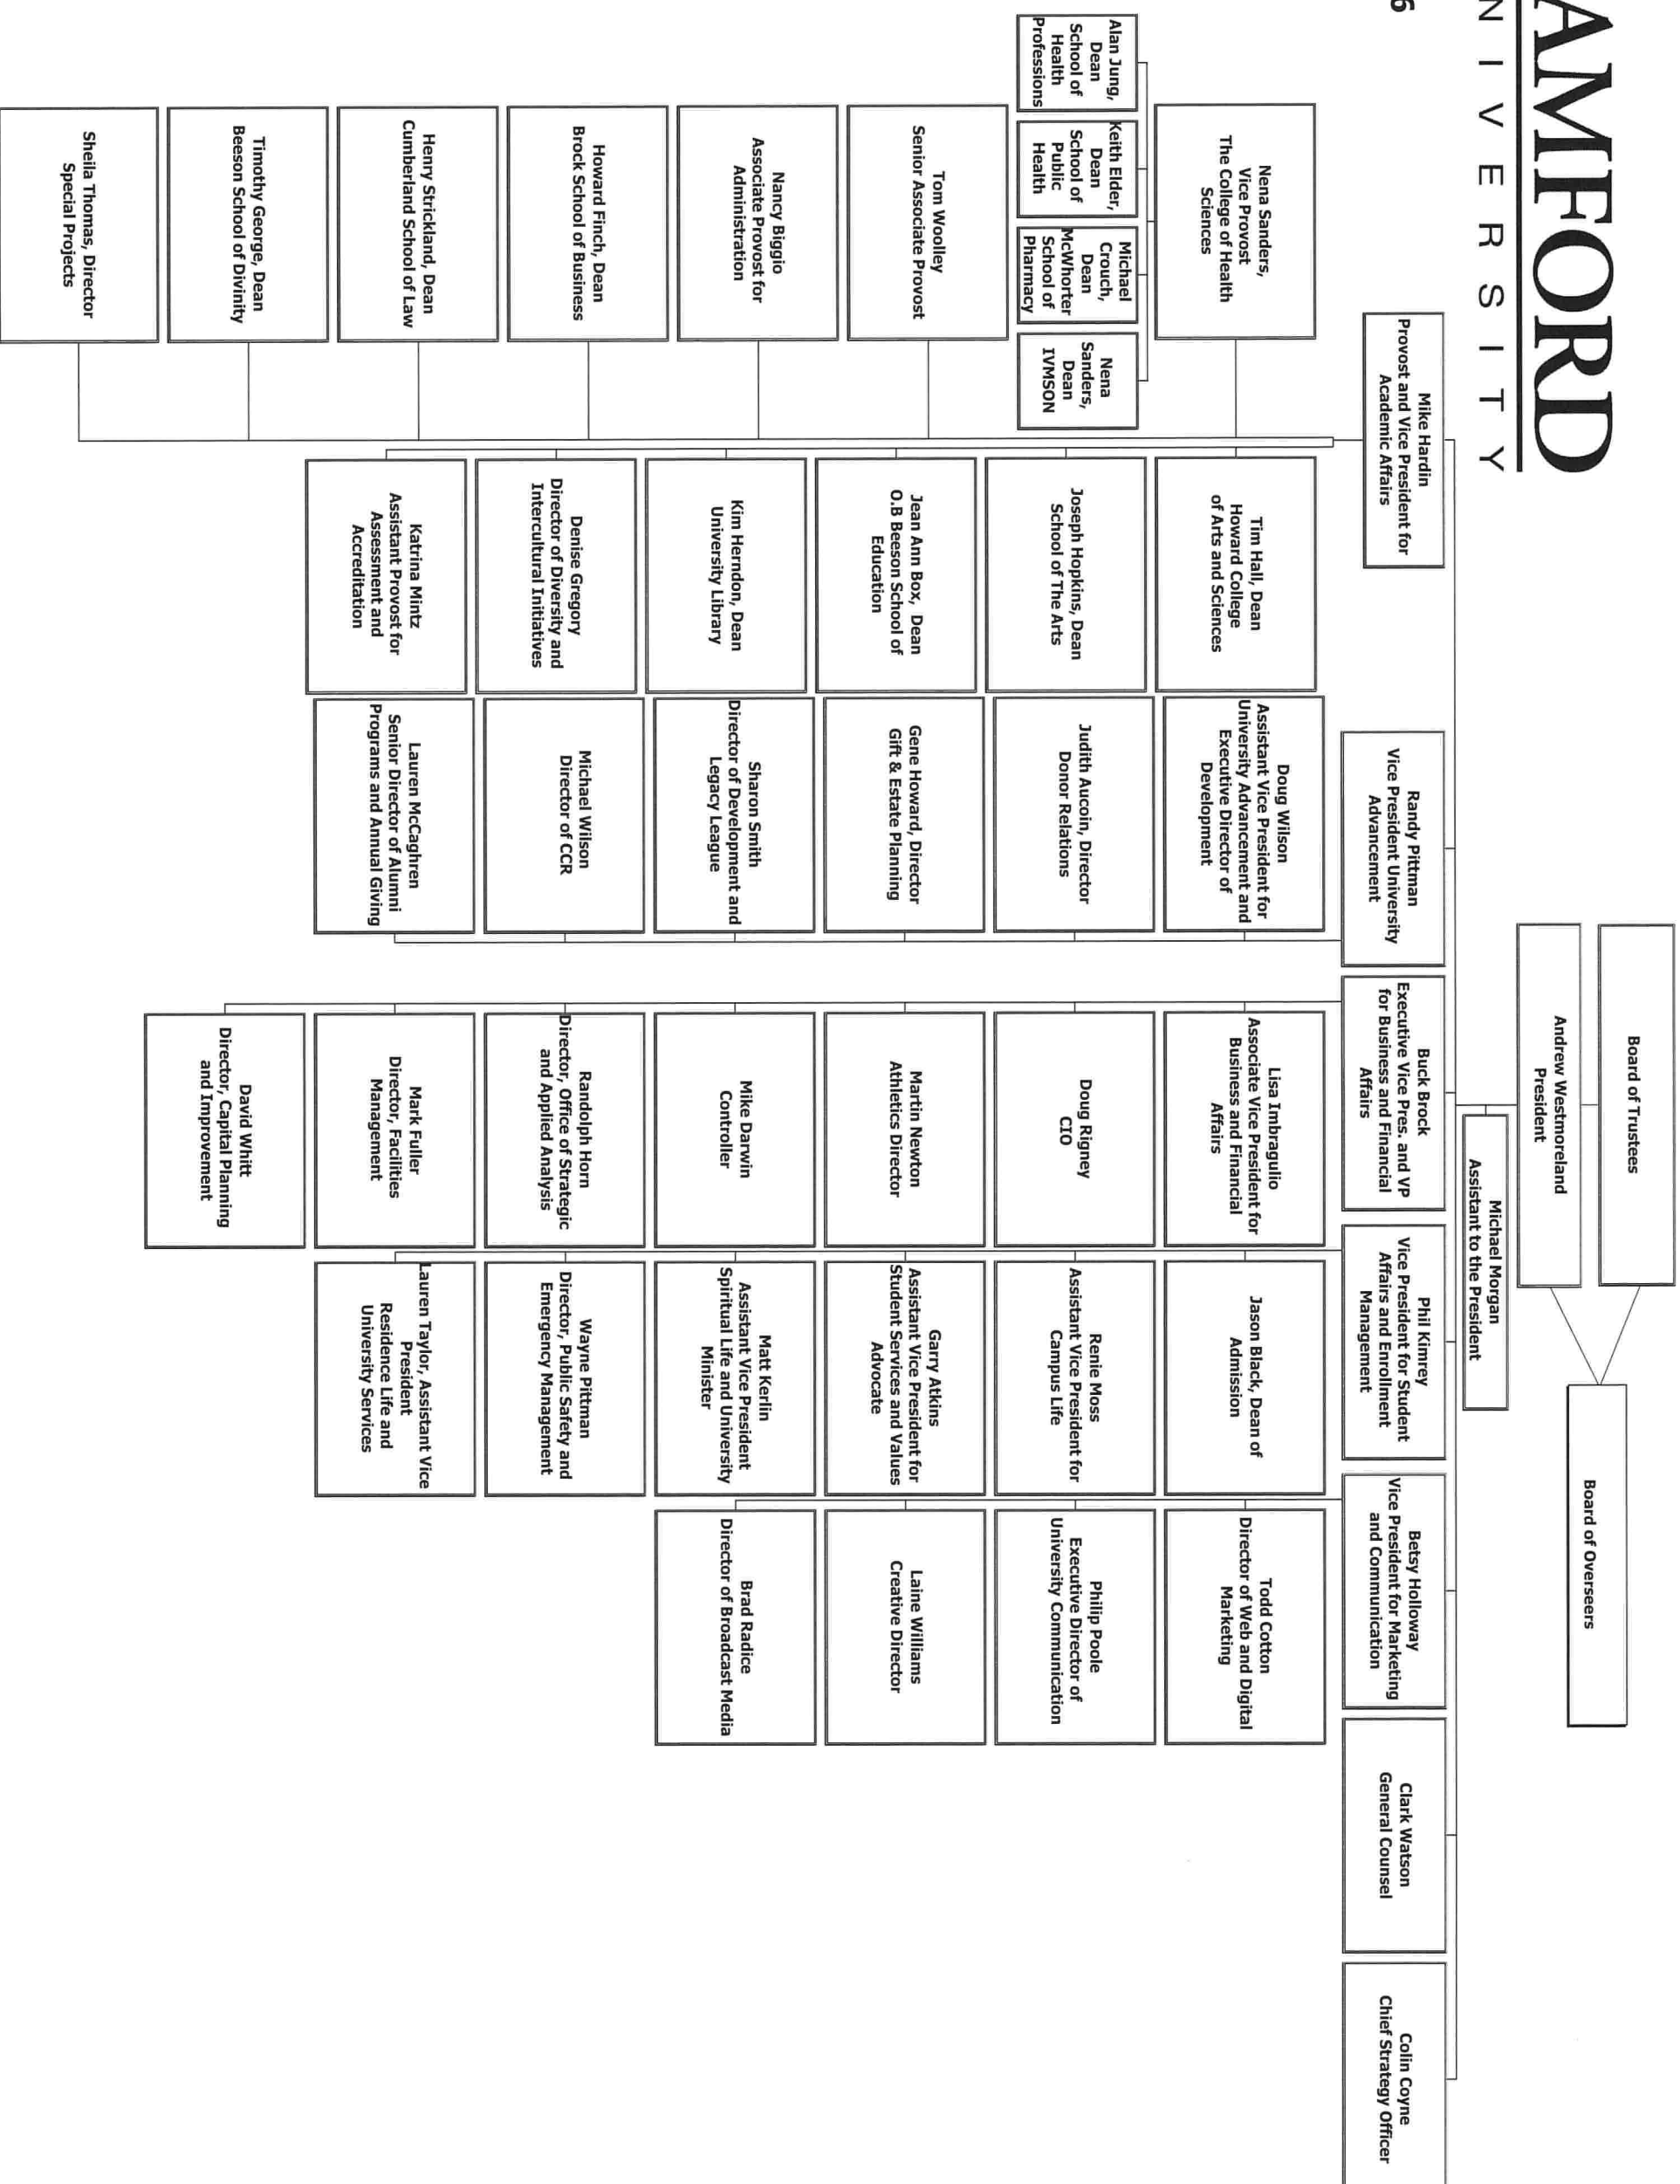 AMFORD
N I V E R S I T Y
6
Board of Trustees
Andrew Westmoreland
President
Board of Overseers
Michael Morgan
Assistant to the President
Mike Hardin
Provost and Vice President for
Academic Affairs
Randy Pittman
Vice President University
Advancement
Buck Brock
Executive Vice Pres. and VP
for Business and Financial
Affairs
Phil Kimrey
Vice President for Student
Affairs and Enrollment
Management
Betsy Holloway
Vice President for Marketing
and Communication
Clark Watson
General Counsel
Colin Coyne
Chief Strategy Officer
Nena Sanders,
Vice Provost
The College of Health
Sciences
Alan Jung,
Dean
School of
Health
Professions
Keith Elder,
Dean
School of
Public
Health
Michael
Crouch,
Dean
McWhorter
School of
Pharmacy
Nena
Sanders,
Dean
IVMSON
Tom Woolley
Senior Associate Provost
Nancy Biggio
Associate Provost for
Administration
Howard Finch, Dean
Brock School of Business
Henry Strickland, Dean
Cumberland School of Law
Timothy George, Dean
Beeson School of Divinity
Sheila Thomas, Director
Special Projects
Tim Hall, Dean
Howard College
of Arts and Sciences
Joseph Hopkins, Dean
School of The Arts
Jean Ann Box, Dean
O.B Beeson School of
Education
Kim Herndon, Dean
University Library
Denise Gregory
Director of Diversity and
Intercultural Initiatives
Katrina Mintz
Assistant Provost for
Assessment and
Accreditation
Doug Wilson
Assistant Vice President for
University Advancement and
Executive Director of
Development
Judith Aucoin, Director
Donor Relations
Gene Howard, Director
Gift & Estate Planning
Sharon Smith
Director of Development and
Legacy League
Michael Wilson
Director of CCR
Lauren McCaghren
Senior Director of Alumni
Programs and Annual Giving
Lisa Imbragulio
Associate Vice President for
Business and Financial
Affairs
Doug Rigney
CIO
Martin Newton
Athletics Director
Mike Darwin
Controller
Randolph Horn
Director, Office of Strategic
and Applied Analysis
Mark Fuller
Director, Facilities
Management
David Whitt
Director, Capital Planning
and Improvement
Jason Black, Dean of
Admission
Renie Moss
Assistant Vice President for
Campus Life
Garry Atkins
Assistant Vice President for
Student Services and Values
Advocate
Matt Kerlin
Assistant Vice President
Spiritual Life and University
Minister
Wayne Pittman
Director, Public Safety and
Emergency Management
Lauren Taylor, Assistant Vice
President
Residence Life and
University Services
Todd Cotton
Director of Web and Digital
Marketing
Philip Poole
Executive Director of
University Communication
Laine Williams
Creative Director
Brad Radice
Director of Broadcast Media